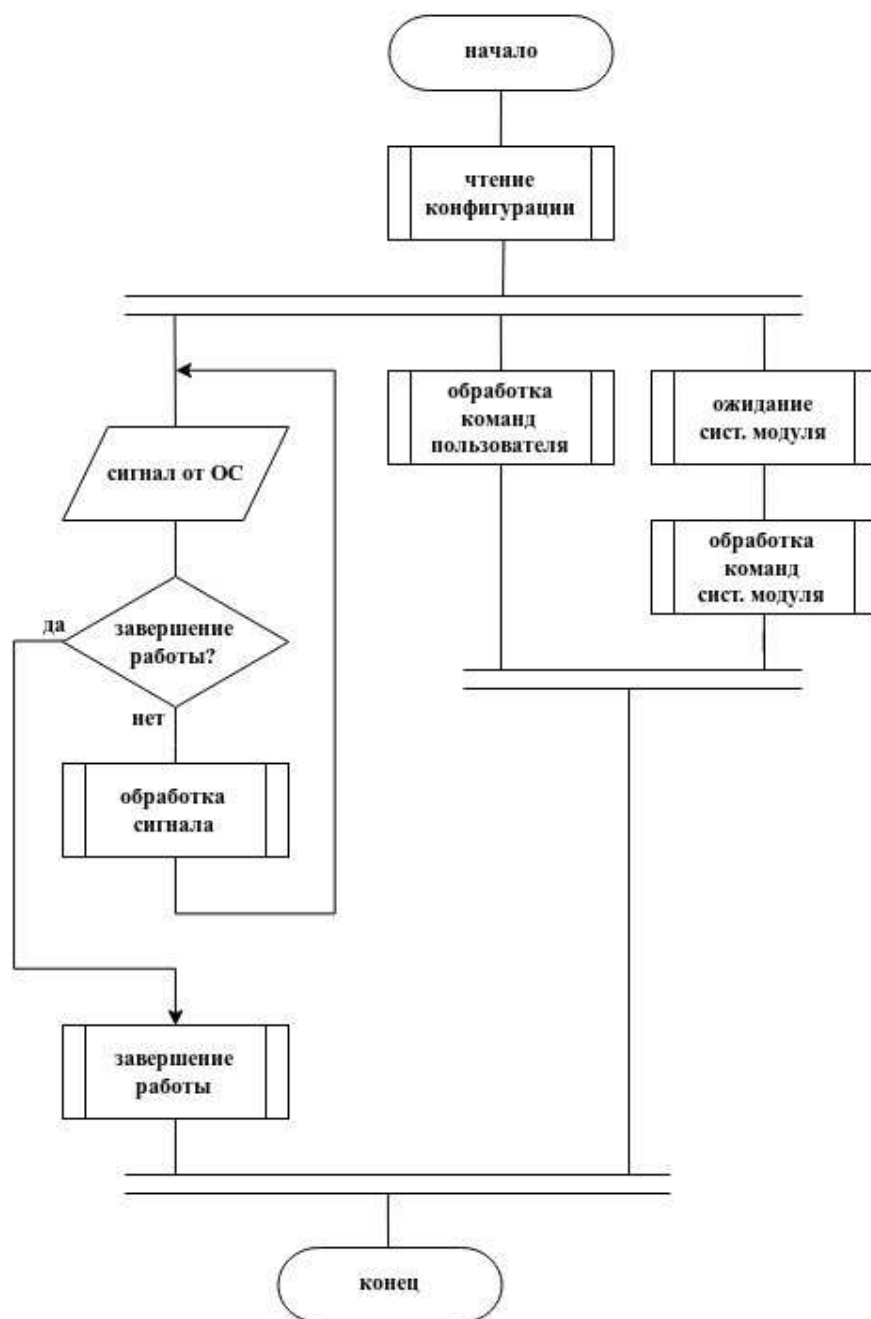 начало
чтение
конфигурации
обработка
команд
пользователя
ожидание
сист. модуля
сигнал от ОС
обработка
команд
сист. модуля
да
завершение
работы?
нет
обработка
сигнала
завершение
работы
конец